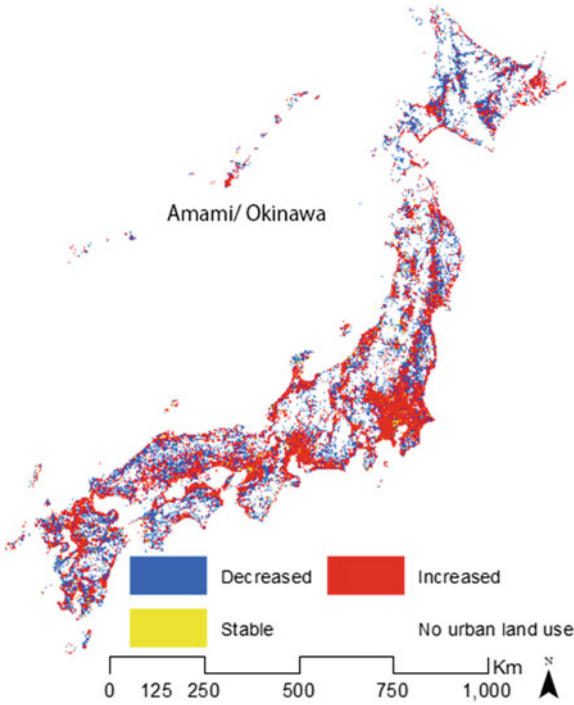 Amami/ Okinawa
Decreased Increased
Stable No urban land use
Km
0 125 250 500 750 1,000
N